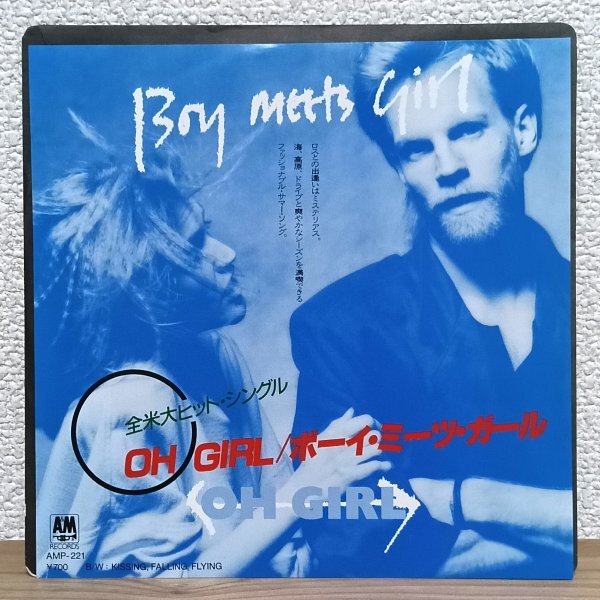 Boy Meets Girl
ロスとの出逢いはミステリアス。
海、高原、ドライブと爽やかなシーズンを満喫できる
ファッショナブル・サマー・ソング。
全米大ヒット・シングル
OH GIRL/ボーイ・ミーツ・ガール
OH GIRL
A&M
RECORDS
AMP-221
¥700 B/W: KISSING, FALLING, FLYING